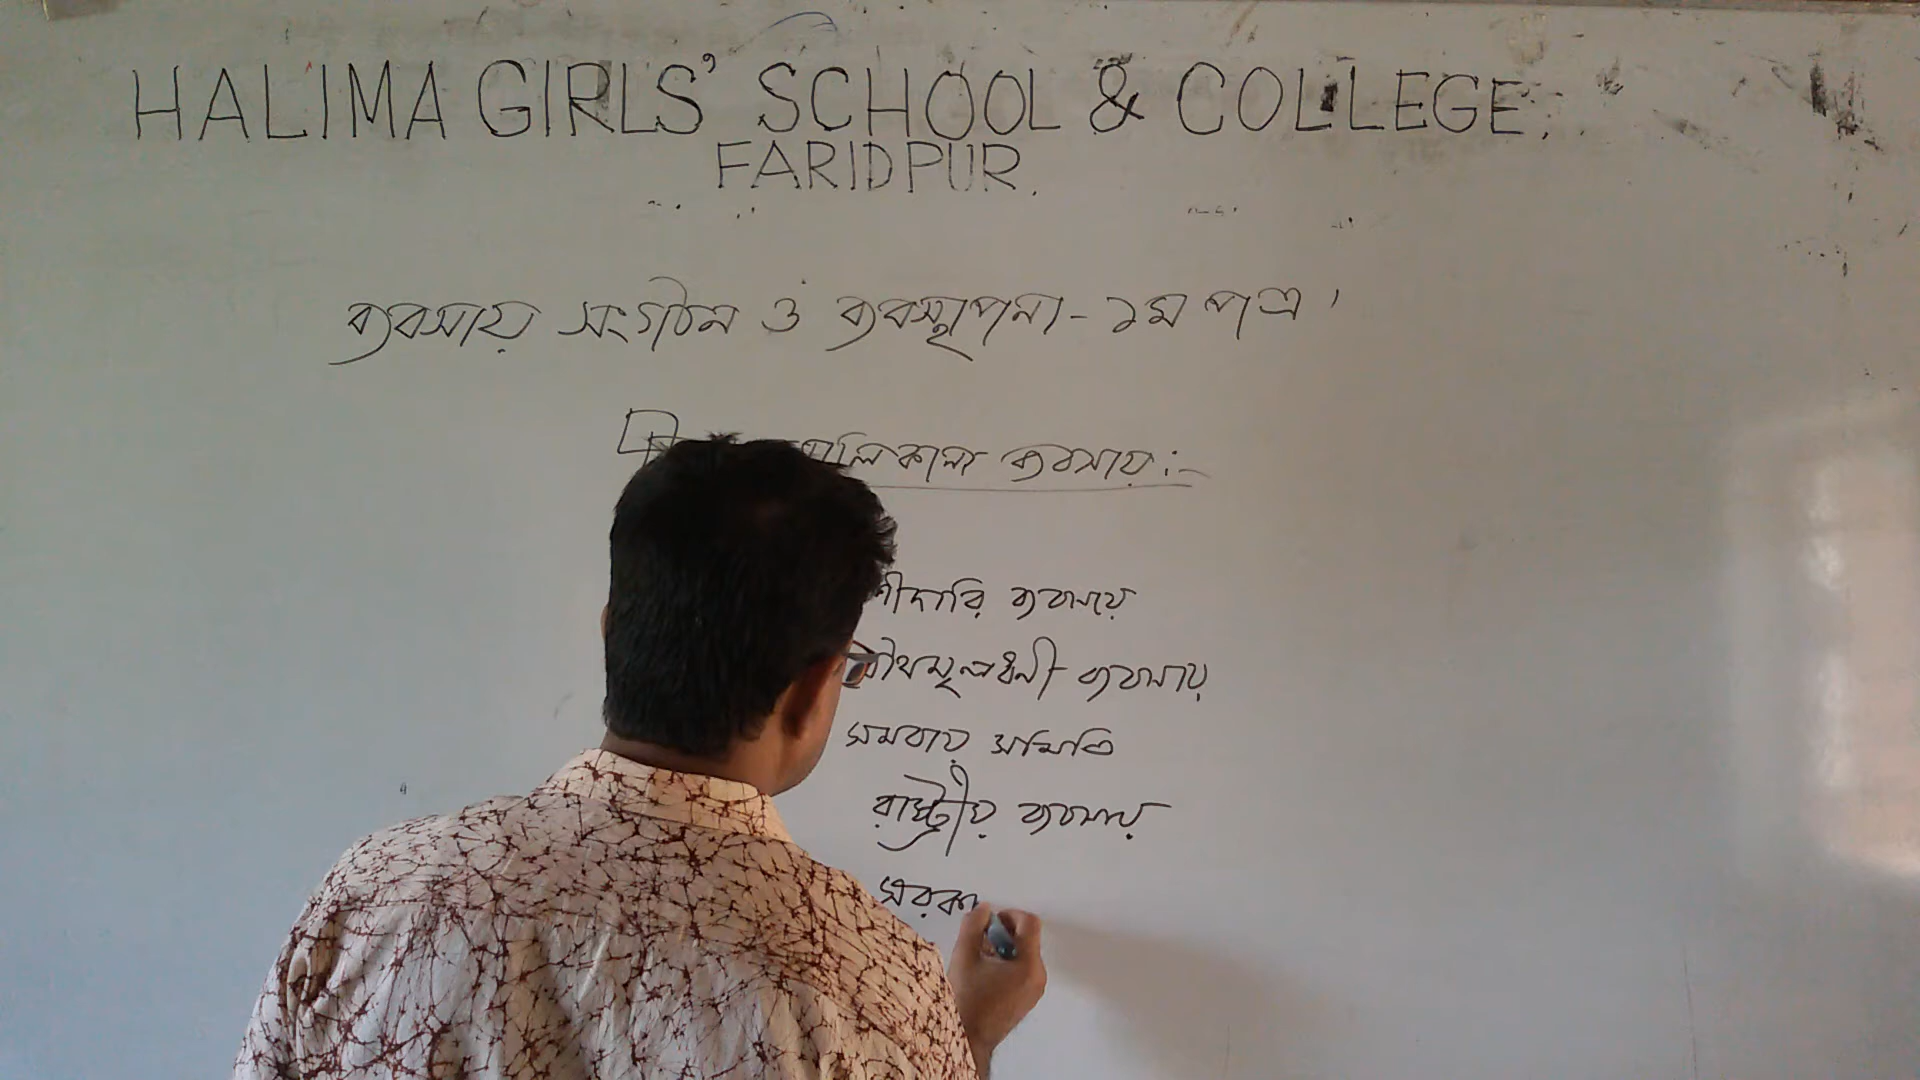 HALIMA GIRLS' SCHOOL & COLLEGE.
FARIDPUR.
ব্যবসায় সংগঠন ও ব্যবস্থাপনা - ১ম পত্র।
মালিকানা ব্যবসায় :-
শীদারি ব্যবসায়
যৌথমূলধনী ব্যবসায়
সমবায় সমিতি
রাষ্ট্রীয় ব্যবসায়
সরকা